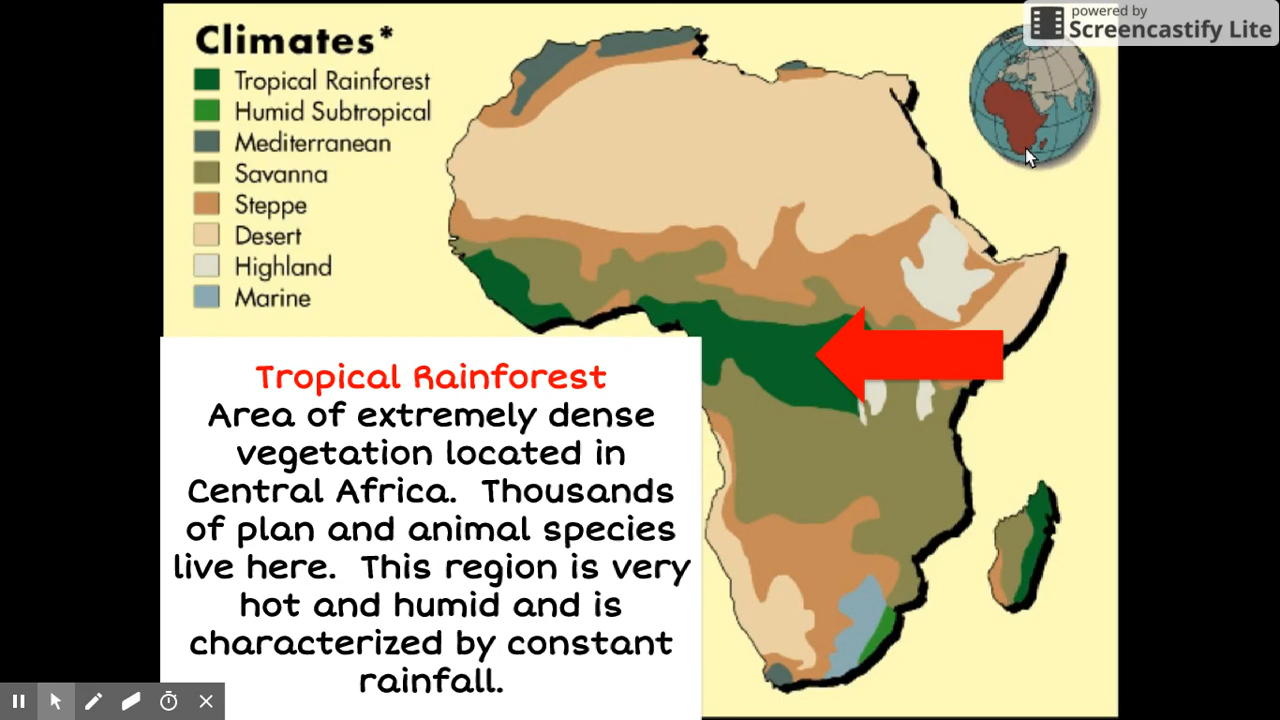 powered by
Screencastify Lite
Climates*
Tropical Rainforest
Humid Subtropical
Mediterranean
Savanna
Steppe
Desert
Highland
Marine
Tropical Rainforest
Area of extremely dense
vegetation located in
Central Africa.  Thousands
of plan and animal species
live here.  This region is very
hot and humid and is
characterized by constant
rainfall.